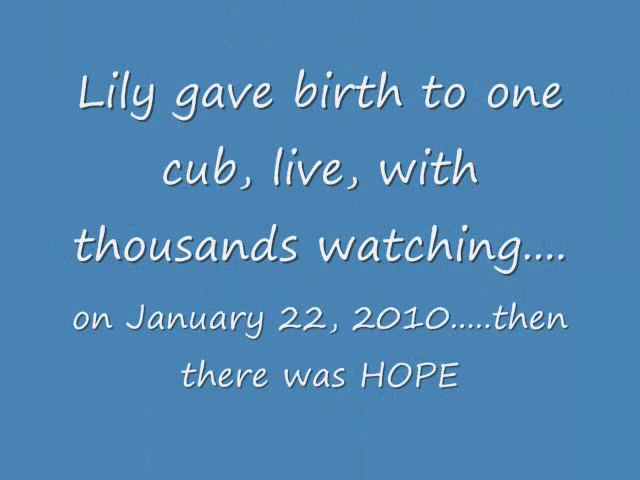 Lily gave birth to one
cub, live, with
thousands watching....
on January 22, 2010.....then
there was HOPE